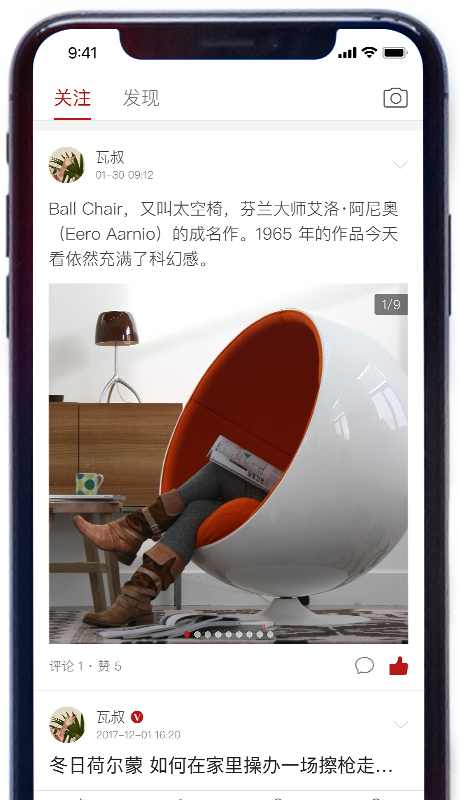 9:41
关注 发现
瓦叔
01-30 09:12
Ball Chair，又叫太空椅，芬兰大师艾洛·阿尼奥
（Eero Aarnio）的成名作。1965 年的作品今天
看依然充满了科幻感。
1/9
评论 1 · 赞 5
瓦叔 V
2017-12-01 16:20
冬日荷尔蒙 如何在家里操办一场擦枪走...